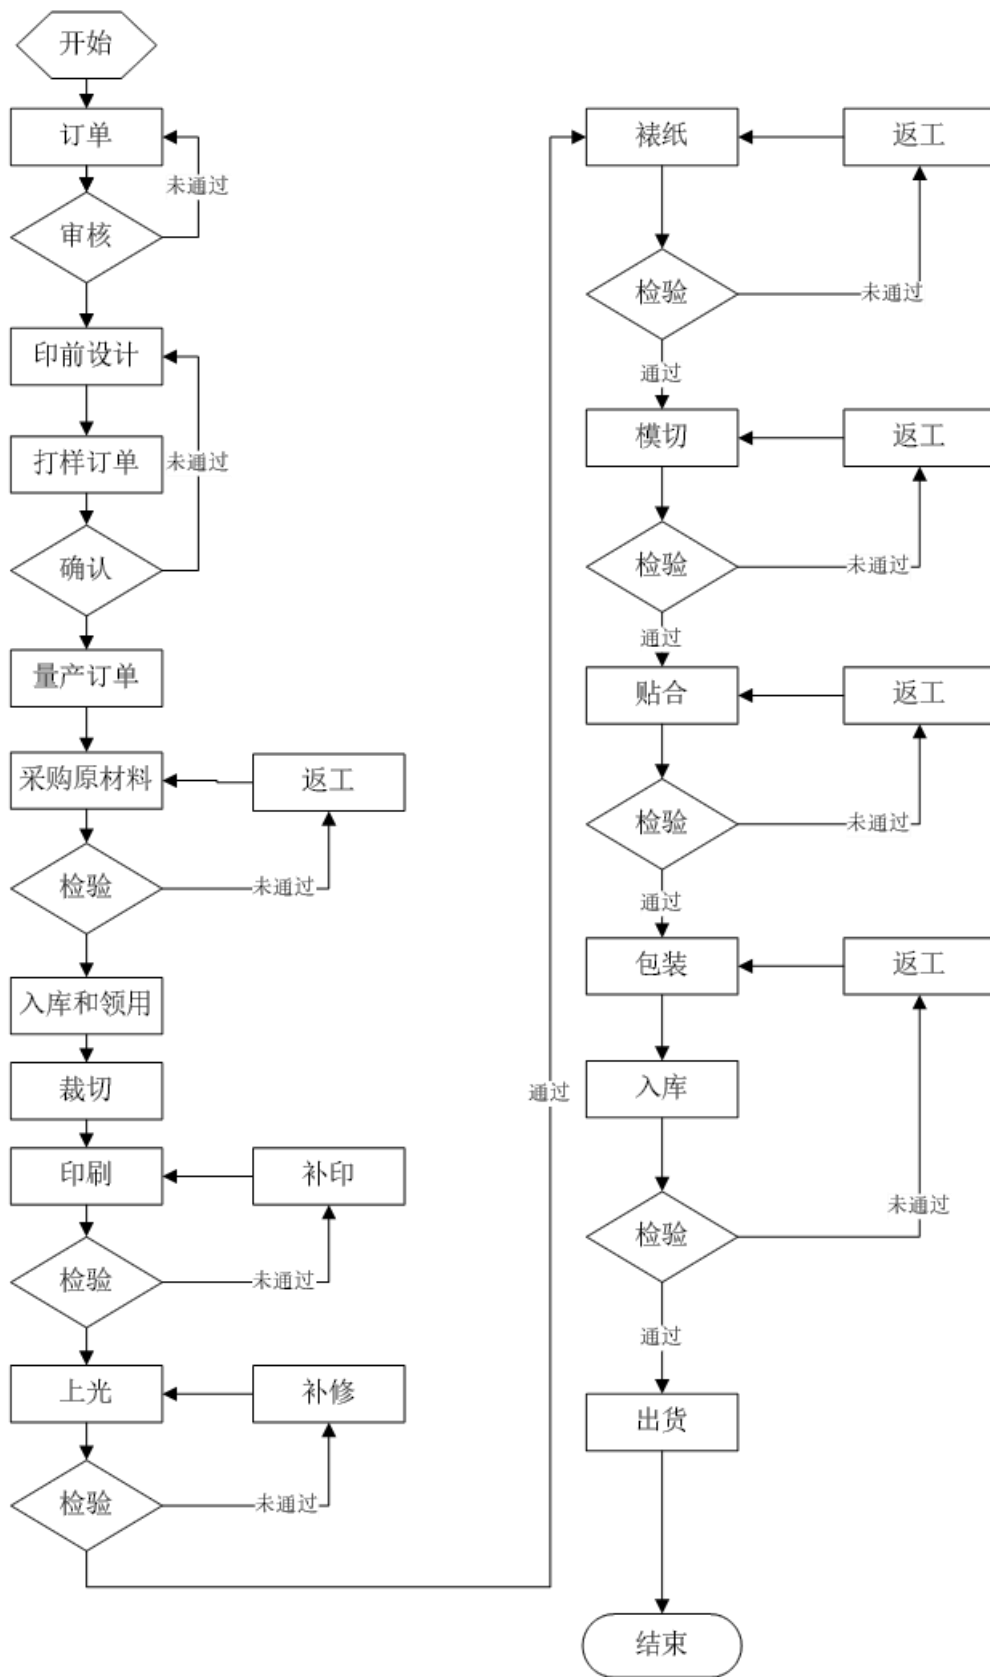 开始
订单
未通过
审核
印前设计
打样订单
未通过
确认
量产订单
采购原材料
返工
检验
未通过
入库和领用
裁切
印刷
补印
检验
未通过
上光
补修
检验
未通过
通过
裱纸
返工
检验
未通过
通过
模切
返工
检验
未通过
通过
贴合
返工
检验
未通过
通过
包装
返工
入库
未通过
检验
通过
出货
结束